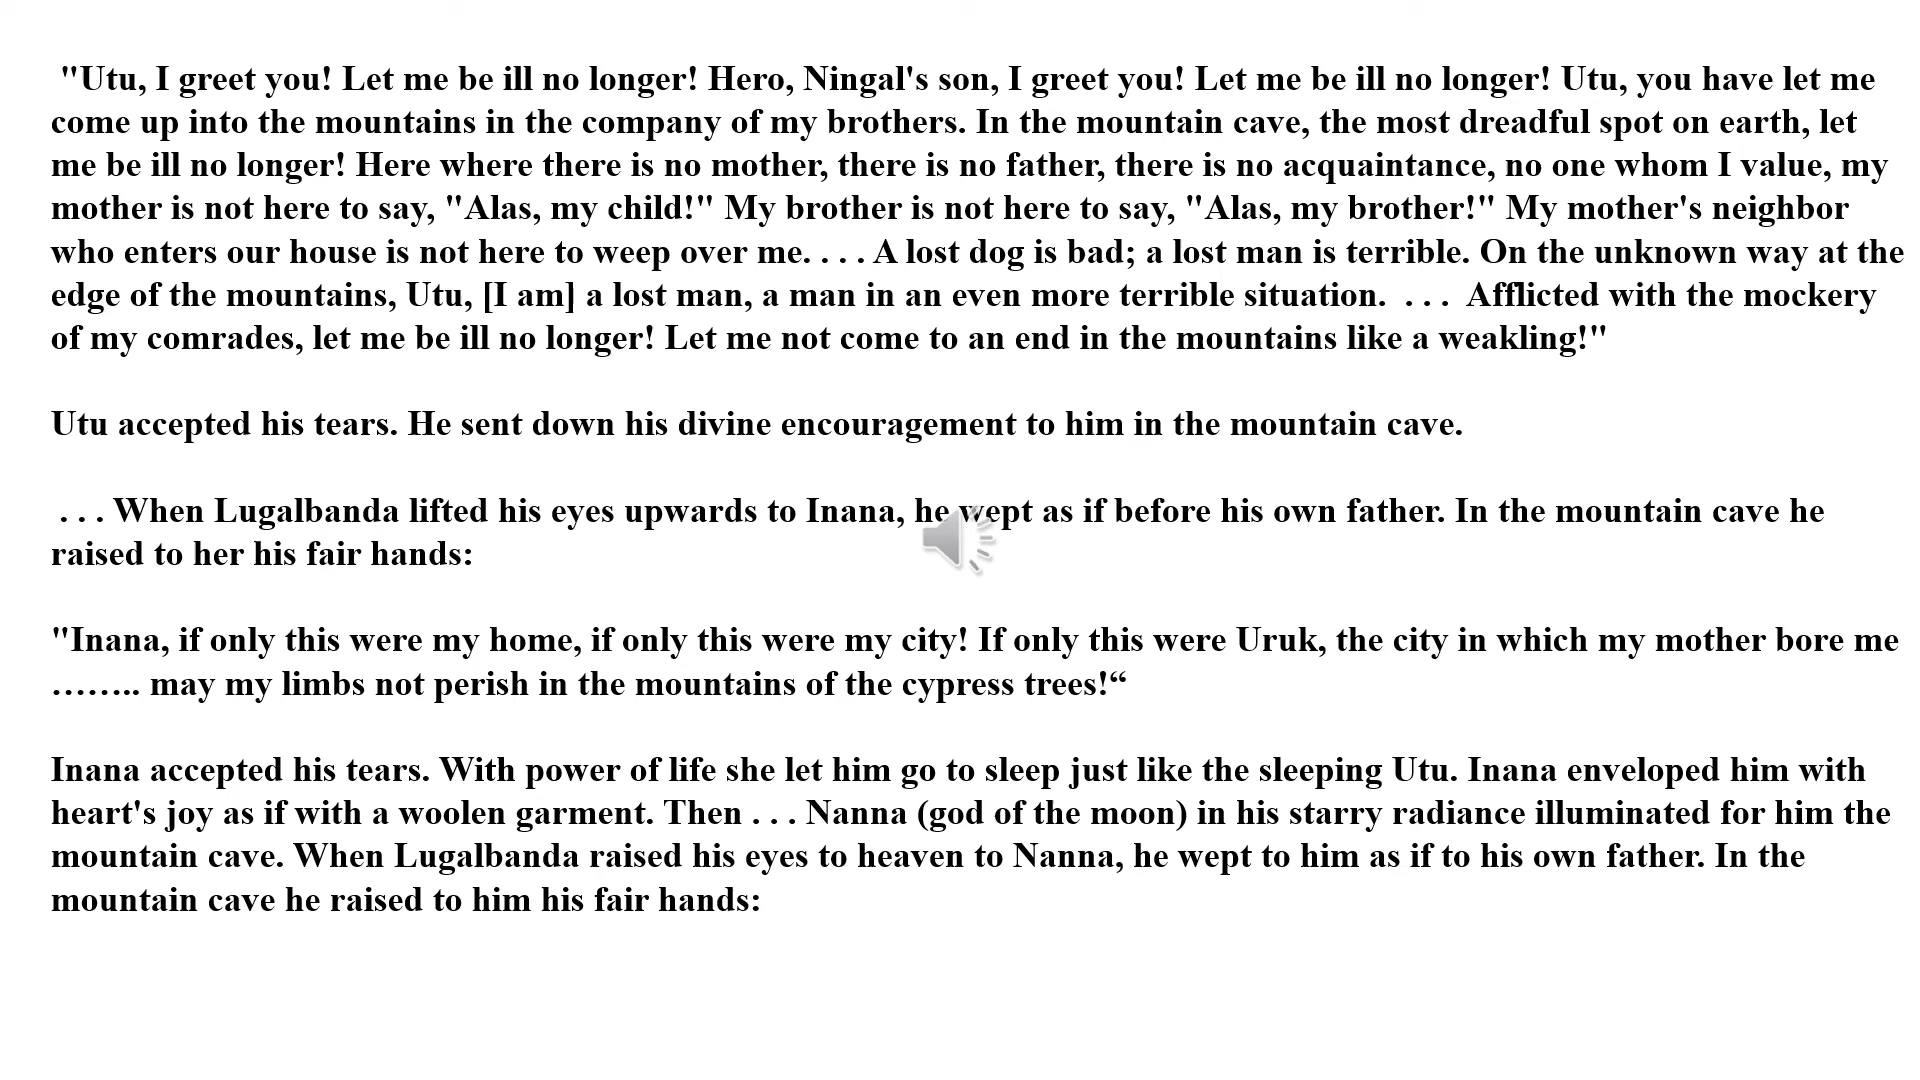 "Utu, I greet you! Let me be ill no longer! Hero, Ningal's son, I greet you! Let me be ill no longer! Utu, you have let me
come up into the mountains in the company of my brothers. In the mountain cave, the most dreadful spot on earth, let
me be ill no longer! Here where there is no mother, there is no father, there is no acquaintance, no one whom I value, my
mother is not here to say, "Alas, my child!" My brother is not here to say, "Alas, my brother!" My mother's neighbor
who enters our house is not here to weep over me. . . . A lost dog is bad; a lost man is terrible. On the unknown way at the
edge of the mountains, Utu, [I am] a lost man, a man in an even more terrible situation.  . . .  Afflicted with the mockery
of my comrades, let me be ill no longer! Let me not come to an end in the mountains like a weakling!"
Utu accepted his tears. He sent down his divine encouragement to him in the mountain cave.
. . . When Lugalbanda lifted his eyes upwards to Inana, he wept as if before his own father. In the mountain cave he
raised to her his fair hands:
"Inana, if only this were my home, if only this were my city! If only this were Uruk, the city in which my mother bore me
…….. may my limbs not perish in the mountains of the cypress trees!“
Inana accepted his tears. With power of life she let him go to sleep just like the sleeping Utu. Inana enveloped him with
heart's joy as if with a woolen garment. Then . . . Nanna (god of the moon) in his starry radiance illuminated for him the
mountain cave. When Lugalbanda raised his eyes to heaven to Nanna, he wept to him as if to his own father. In the
mountain cave he raised to him his fair hands: